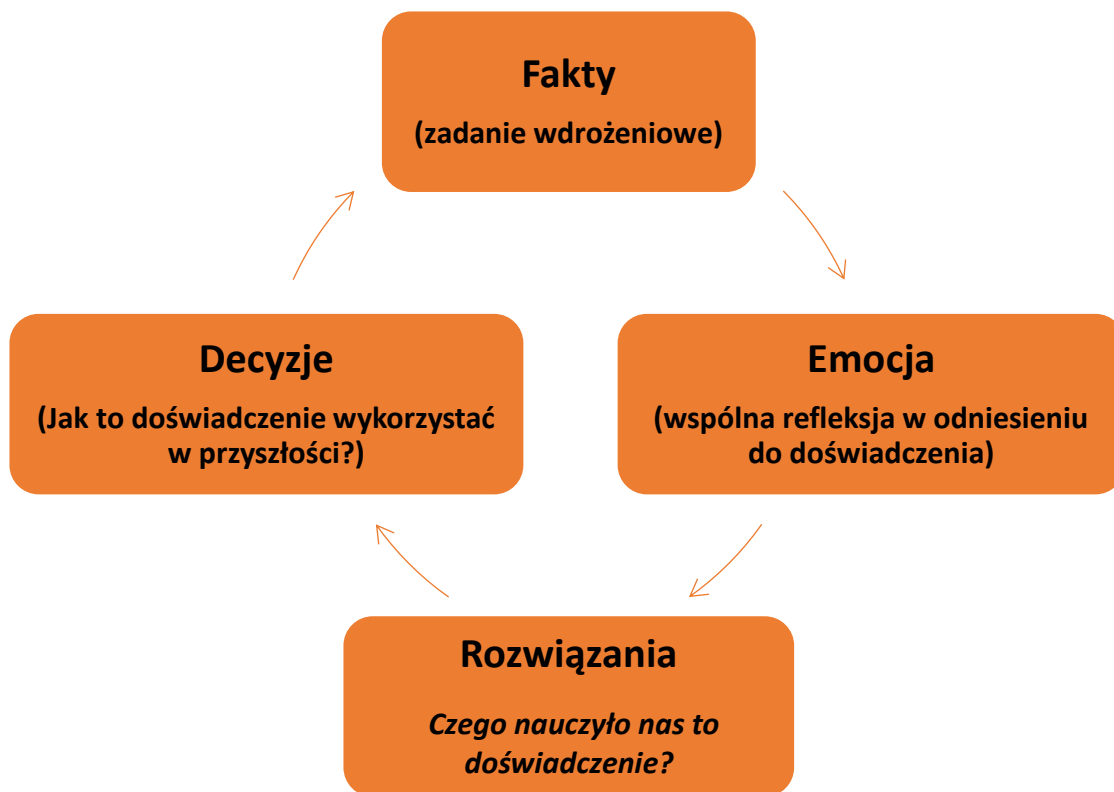 Fakty
(zadanie wdrożeniowe)
Emocja
(wspólna refleksja w odniesieniu
do doświadczenia)
Rozwiązania
Czego nauczyło nas to
doświadczenie?
Decyzje
(Jak to doświadczenie wykorzystać
w przyszłości?)